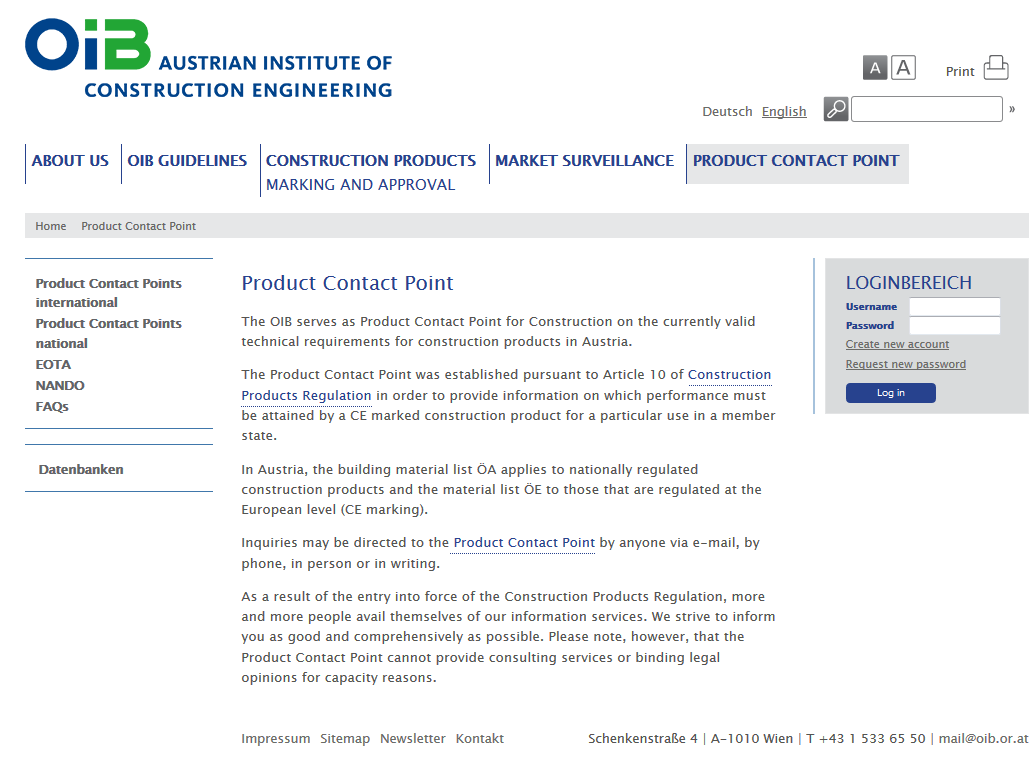 OiB AUSTRIAN INSTITUTE OF
CONSTRUCTION ENGINEERING
A A Print
Deutsch English »
ABOUT US OIB GUIDELINES CONSTRUCTION PRODUCTS MARKET SURVEILLANCE PRODUCT CONTACT POINT
MARKING AND APPROVAL
Home Product Contact Point
Product Contact Points
international
Product Contact Points
national
EOTA
NANDO
FAQs
Datenbanken
Product Contact Point
The OIB serves as Product Contact Point for Construction on the currently valid
technical requirements for construction products in Austria.
The Product Contact Point was established pursuant to Article 10 of Construction
Products Regulation in order to provide information on which performance must
be attained by a CE marked construction product for a particular use in a member
state.
In Austria, the building material list ÖA applies to nationally regulated
construction products and the material list ÖE to those that are regulated at the
European level (CE marking).
Inquiries may be directed to the Product Contact Point by anyone via e-mail, by
phone, in person or in writing.
As a result of the entry into force of the Construction Products Regulation, more
and more people avail themselves of our information services. We strive to inform
you as good and comprehensively as possible. Please note, however, that the
Product Contact Point cannot provide consulting services or binding legal
opinions for capacity reasons.
LOGINBEREICH
Username
Password
Create new account
Request new password
Log in
Impressum Sitemap Newsletter Kontakt Schenkenstraße 4 | A-1010 Wien | T +43 1 533 65 50 | mail@oib.or.at